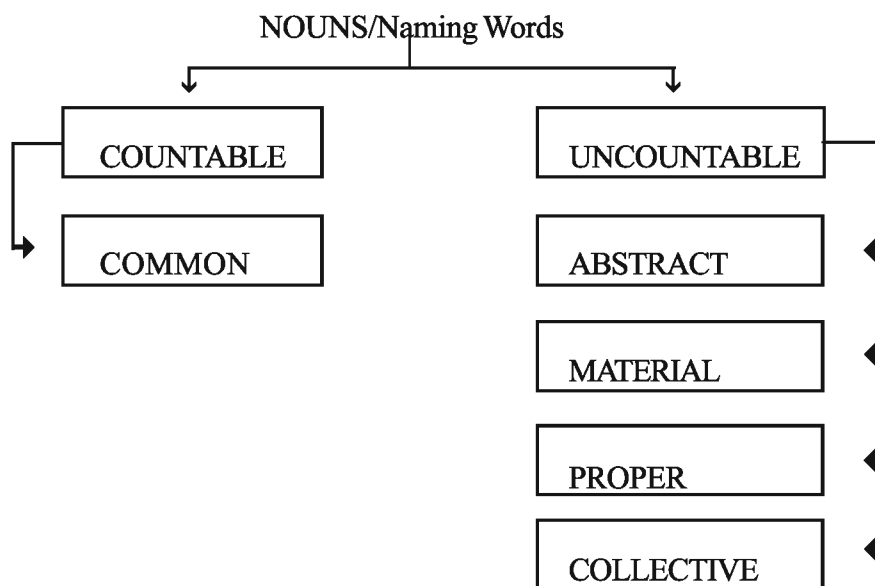 NOUNS/Naming Words
COUNTABLE
UNCOUNTABLE
COMMON
ABSTRACT
MATERIAL
PROPER
COLLECTIVE